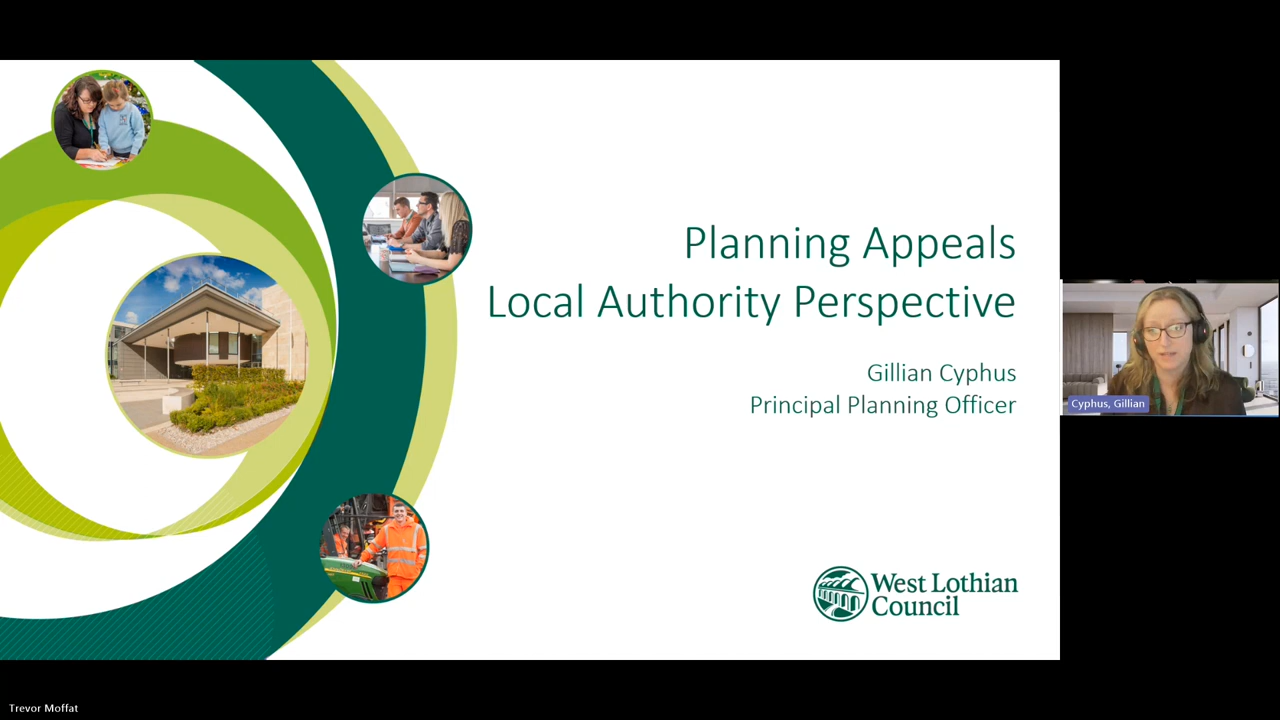 Planning Appeals
Local Authority Perspective
Gillian Cyphus
Principal Planning Officer
West Lothian
Council
Cyphus, Gillian
Trevor Moffat